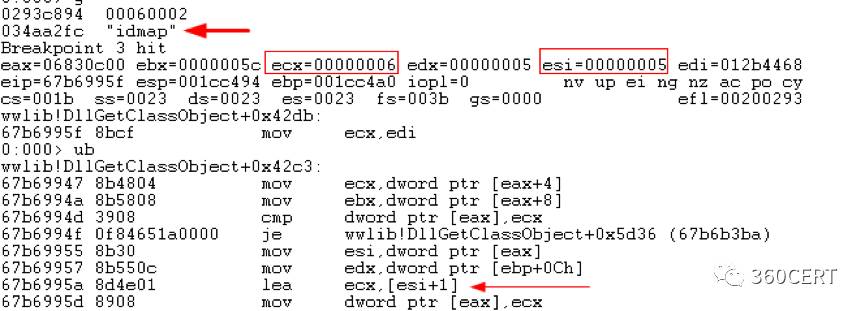 0293c894  00060002
034aa2fc  "idmap"
Breakpoint 3 hit
eax=06830c00 ebx=0000005c ecx=00000006 edx=00000005 esi=00000005 edi=012b4468
eip=67b6995f esp=001cc494 ebp=001cc4a0 iopl=0         nv up ei ng nz ac po cy
cs=001b  ss=0023  ds=0023  es=0023  fs=003b  gs=0000             efl=00200293
wwlib!DllGetClassObject+0x42db:
67b6995f 8bcf            mov     ecx,edi
0:000> ub
wwlib!DllGetClassObject+0x42c3:
67b69947 8b4804          mov     ecx,dword ptr [eax+4]
67b6994a 8b5808          mov     ebx,dword ptr [eax+8]
67b6994d 3908            cmp     dword ptr [eax],ecx
67b6994f 0f84651a0000    je      wwlib!DllGetClassObject+0x5d36 (67b6b3ba)
67b69955 8b30            mov     esi,dword ptr [eax]
67b69957 8b550c          mov     edx,dword ptr [ebp+0Ch]
67b6995a 8d4e01          lea     ecx,[esi+1]
67b6995d 8908            mov     dword ptr [eax],ecx
360CERT